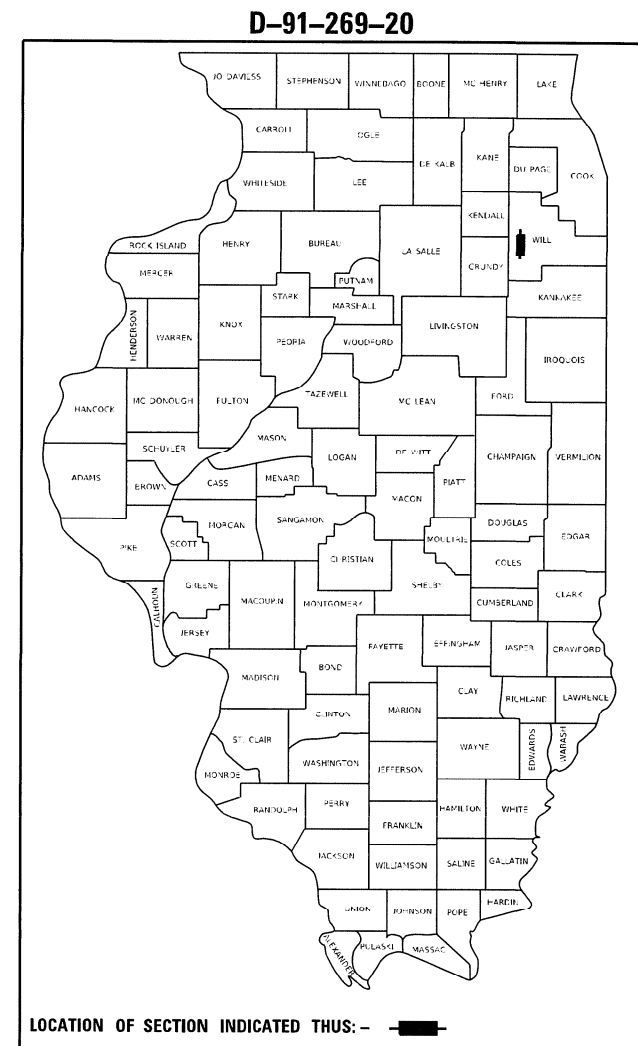 D-91-269-20
JO DAVIESS STEPHENSON WINNEBAGO BOONE MC HENRY LAKE
CARROLL OGLE
DE KALB KANE DU PAGE COOK
WHITESIDE LEE
KENDALL
ROCK ISLAND HENRY BUREAU LA SALLE WILL
MERCER PUTNAM GRUNDY
STARK MARSHALL KANNAKEE
HENDERSON WARREN KNOX PEORIA WOODFORD LIVINGSTON IROQUOIS
HANCOCK MC DONOUGH FULTON TAZEWELL MC LEAN FORD
SCHUYLER MASON LOGAN DE WITT CHAMPAIGN VERMILION
ADAMS BROWN CASS MENARD MACON PIATT
MORGAN SANGAMON DOUGLAS
PIKE SCOTT CHRISTIAN MOULTRIE COLES EDGAR
CALHOUN GREENE MACOUPIN MONTGOMERY SHELBY CUMBERLAND CLARK
JERSEY FAYETTE EFFINGHAM JASPER CRAWFORD
MADISON BOND CLAY RICHLAND LAWRENCE
CLINTON MARION
ST. CLAIR WAYNE EDWARDS WABASH
MONROE WASHINGTON JEFFERSON
RANDOLPH PERRY FRANKLIN HAMILTON WHITE
JACKSON WILLIAMSON SALINE GALLATIN
UNION JOHNSON POPE HARDIN
ALEXANDER PULASKI MASSAC
LOCATION OF SECTION INDICATED THUS: -